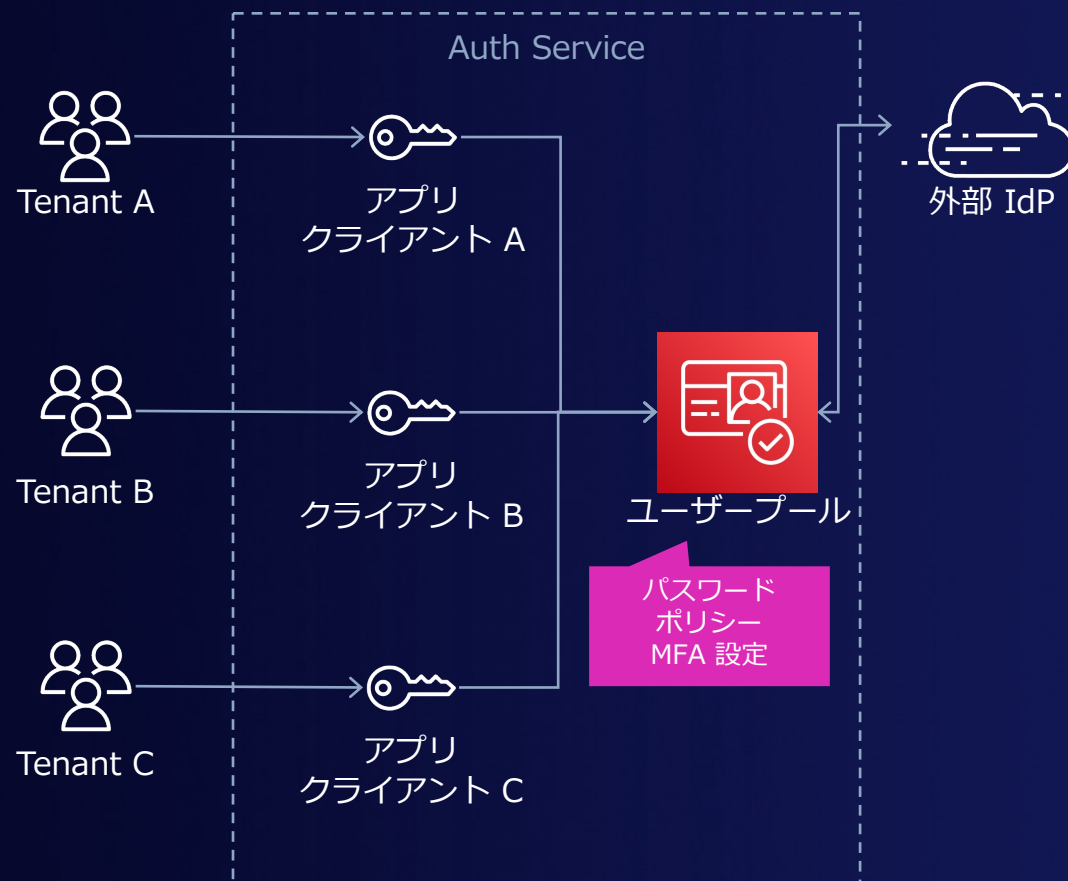 Auth Service
Tenant A
アプリ
クライアント A
外部 IdP
Tenant B
アプリ
クライアント B
ユーザープール
パスワード
ポリシー
MFA 設定
Tenant C
アプリ
クライアント C